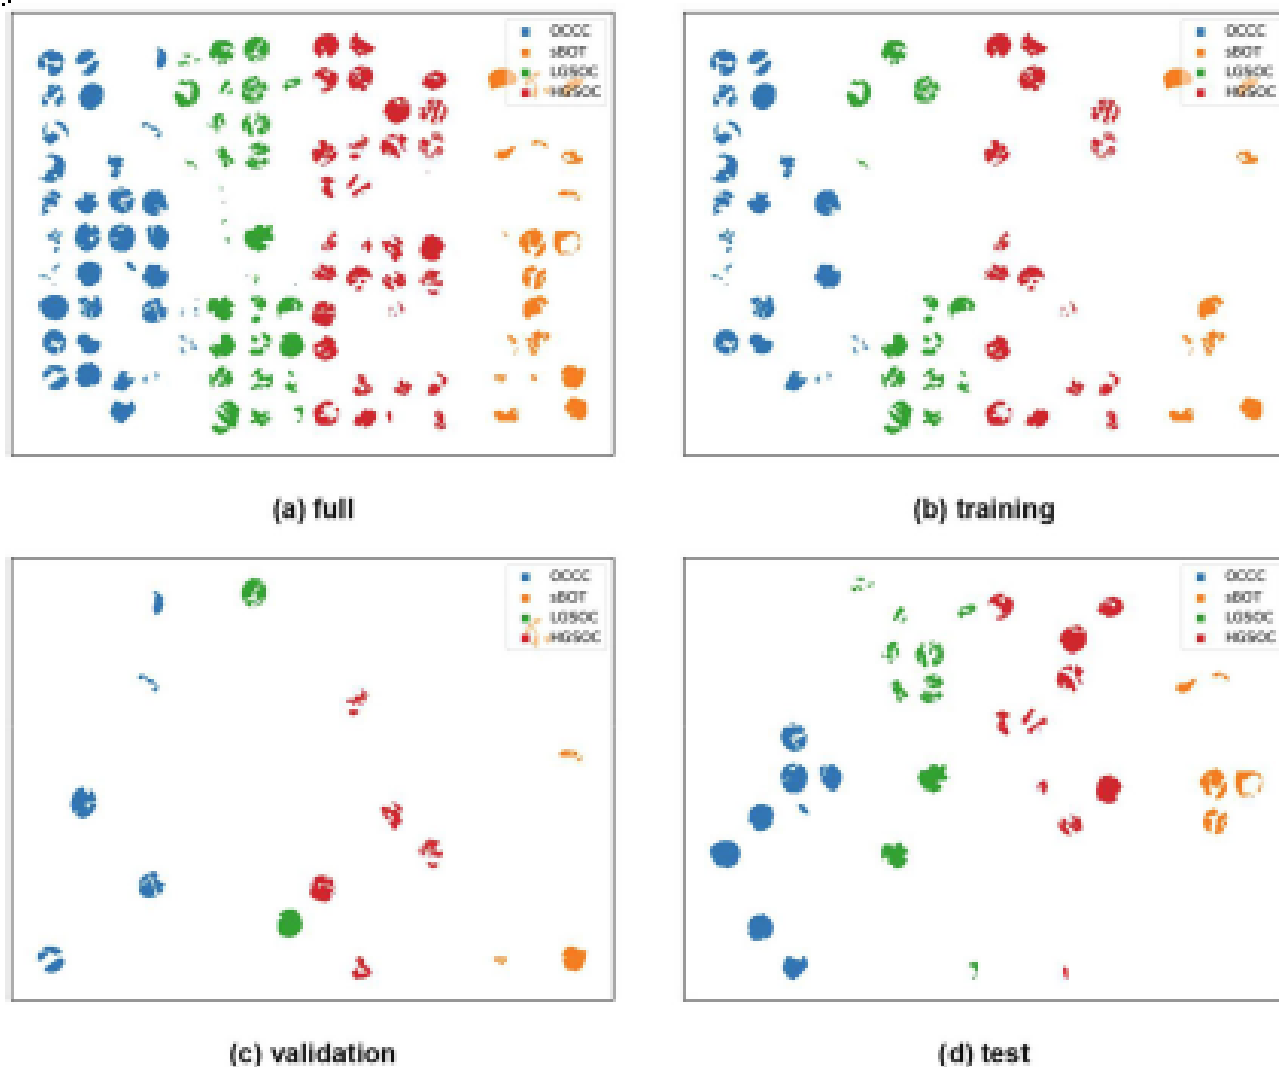 OCCC
sBOT
LGSOC
HGSOC
OCCC
sBOT
LGSOC
HGSOC
(a) full
(b) training
OCCC
sBOT
LGSOC
HGSOC
OCCC
sBOT
LGSOC
HGSOC
(c) validation
(d) test